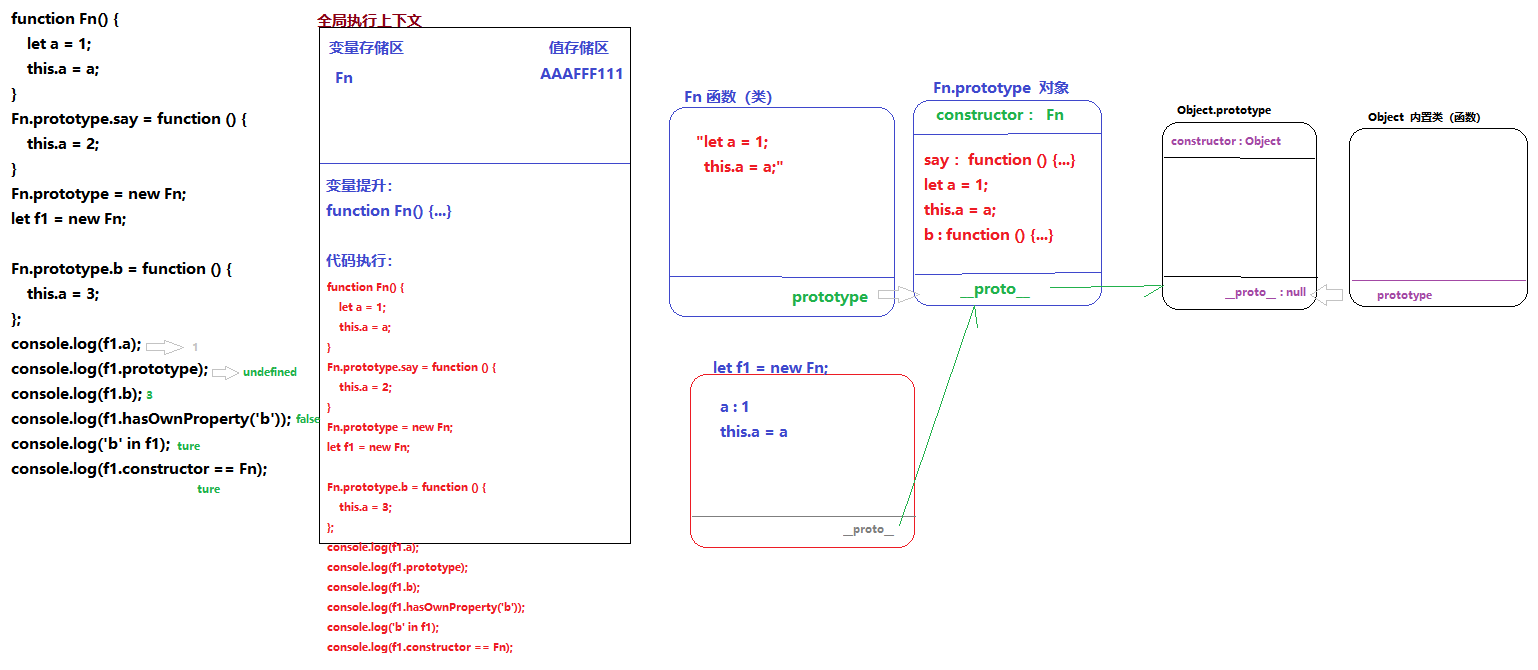 function Fn() {
let a = 1;
this.a = a;
}
Fn.prototype.say = function () {
this.a = 2;
}
Fn.prototype = new Fn;
let f1 = new Fn;
Fn.prototype.b = function () {
this.a = 3;
};
console.log(f1.a); 1
console.log(f1.prototype); undefined
console.log(f1.b); 3
console.log(f1.hasOwnProperty('b')); false
console.log('b' in f1); ture
console.log(f1.constructor == Fn);
ture
全局执行上下文
变量存储区 值存储区
Fn AAAFFF111
变量提升：
function Fn() {...}
代码执行：
function Fn() {
let a = 1;
this.a = a;
}
Fn.prototype.say = function () {
this.a = 2;
}
Fn.prototype = new Fn;
let f1 = new Fn;
Fn.prototype.b = function () {
this.a = 3;
};
console.log(f1.a);
console.log(f1.prototype);
console.log(f1.b);
console.log(f1.hasOwnProperty('b'));
console.log('b' in f1);
console.log(f1.constructor == Fn);
Fn 函数（类）
"let a = 1;
this.a = a;"
prototype
Fn.prototype 对象
constructor： Fn
say： function () {...}
let a = 1;
this.a = a;
b : function () {...}
__proto__
Object.prototype
constructor : Object
__proto__ : null
Object 内置类（函数）
prototype
let f1 = new Fn;
a : 1
this.a = a
__proto__